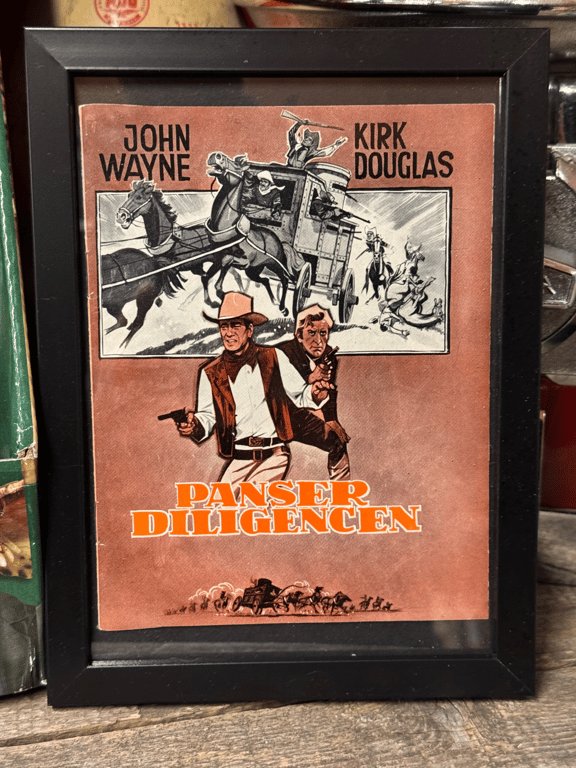 JOHN
WAYNE
KIRK
DOUGLAS
PANSER
DILIGENCEN